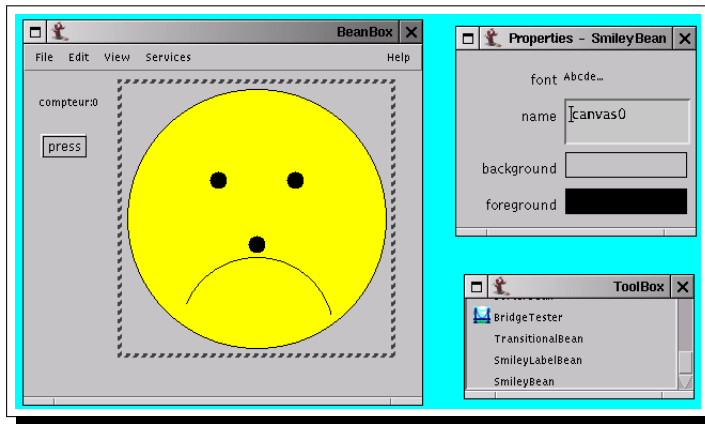 BeanBox
File Edit View Services Help
compteur:0
press
Properties - SmileyBean
font Abcde...
name canvas0
background
foreground
ToolBox
BridgeTester
TransitionalBean
SmileyLabelBean
SmileyBean